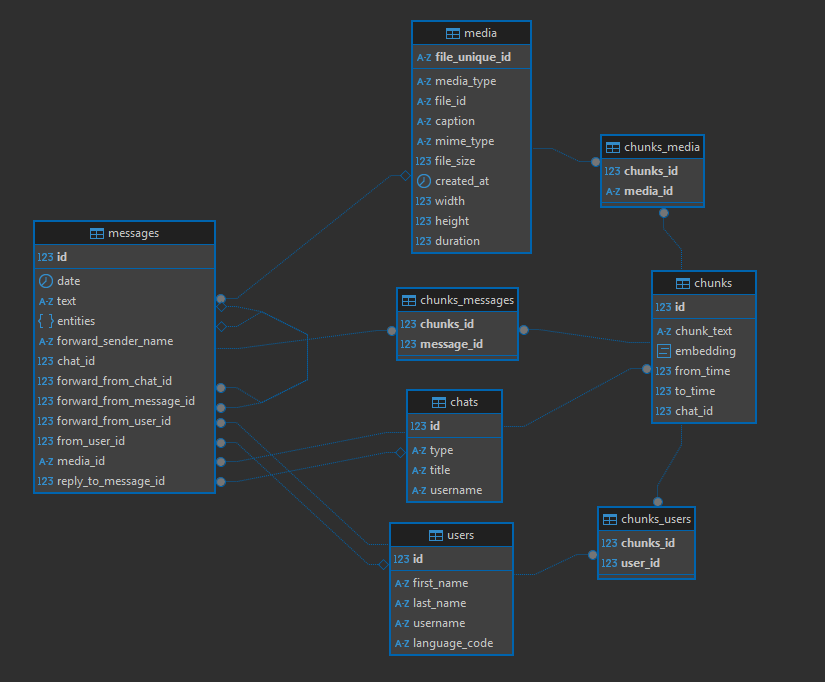 media
A-Z file_unique_id
A-Z media_type
A-Z file_id
A-Z caption
A-Z mime_type
123 file_size
created_at
123 width
123 height
123 duration
chunks_media
123 chunks_id
A-Z media_id
messages
123 id
date
A-Z text
{ } entities
A-Z forward_sender_name
123 chat_id
123 forward_from_chat_id
123 forward_from_message_id
123 forward_from_user_id
123 from_user_id
A-Z media_id
123 reply_to_message_id
chunks_messages
123 chunks_id
123 message_id
chunks
123 id
A-Z chunk_text
embedding
123 from_time
123 to_time
123 chat_id
chats
123 id
A-Z type
A-Z title
A-Z username
users
123 id
A-Z first_name
A-Z last_name
A-Z username
A-Z language_code
chunks_users
123 chunks_id
123 user_id